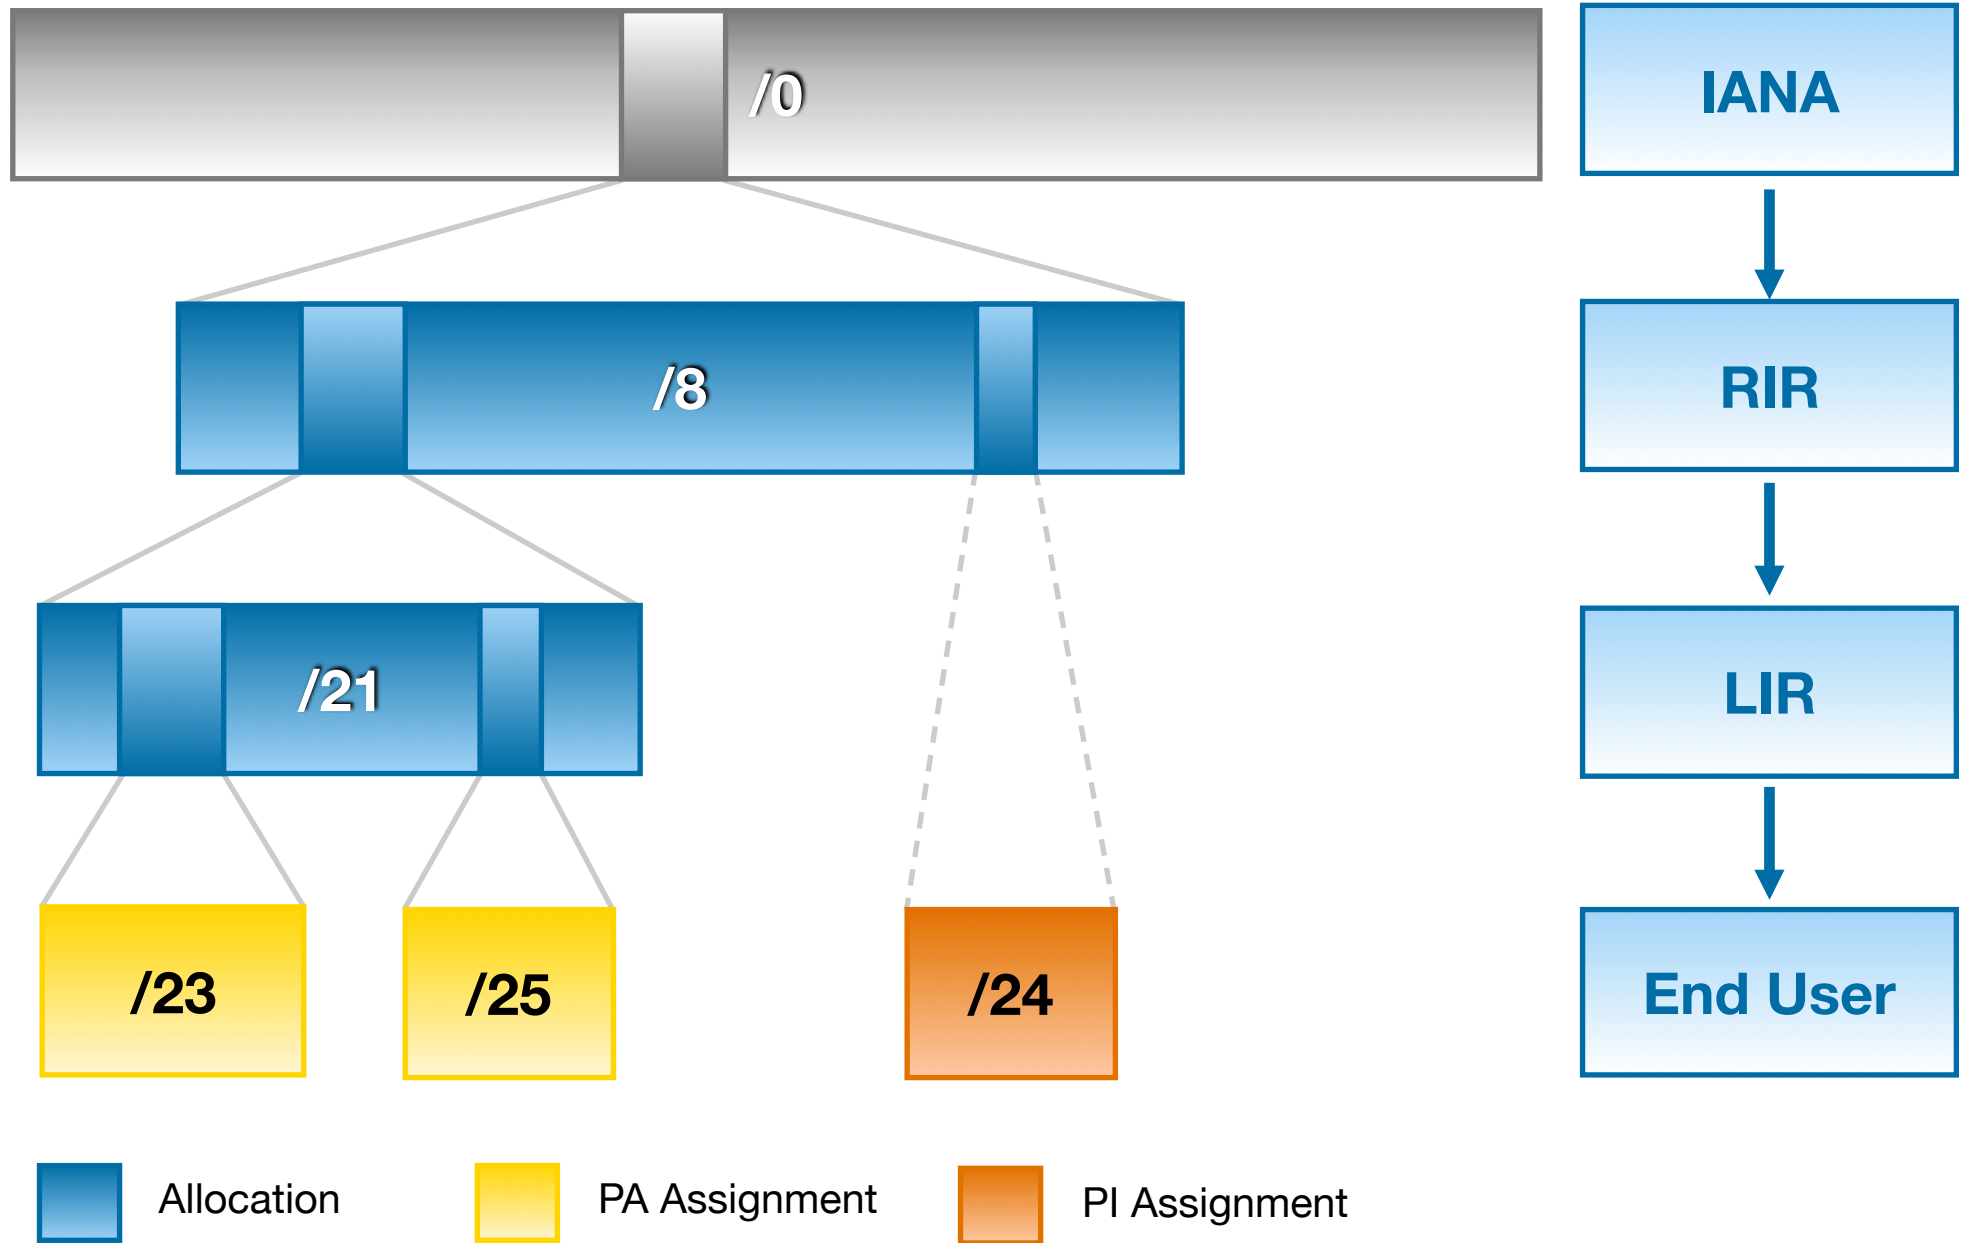 /0
IANA
/8
RIR
/21
LIR
/23
/25
/24
End User
Allocation
PA Assignment
PI Assignment